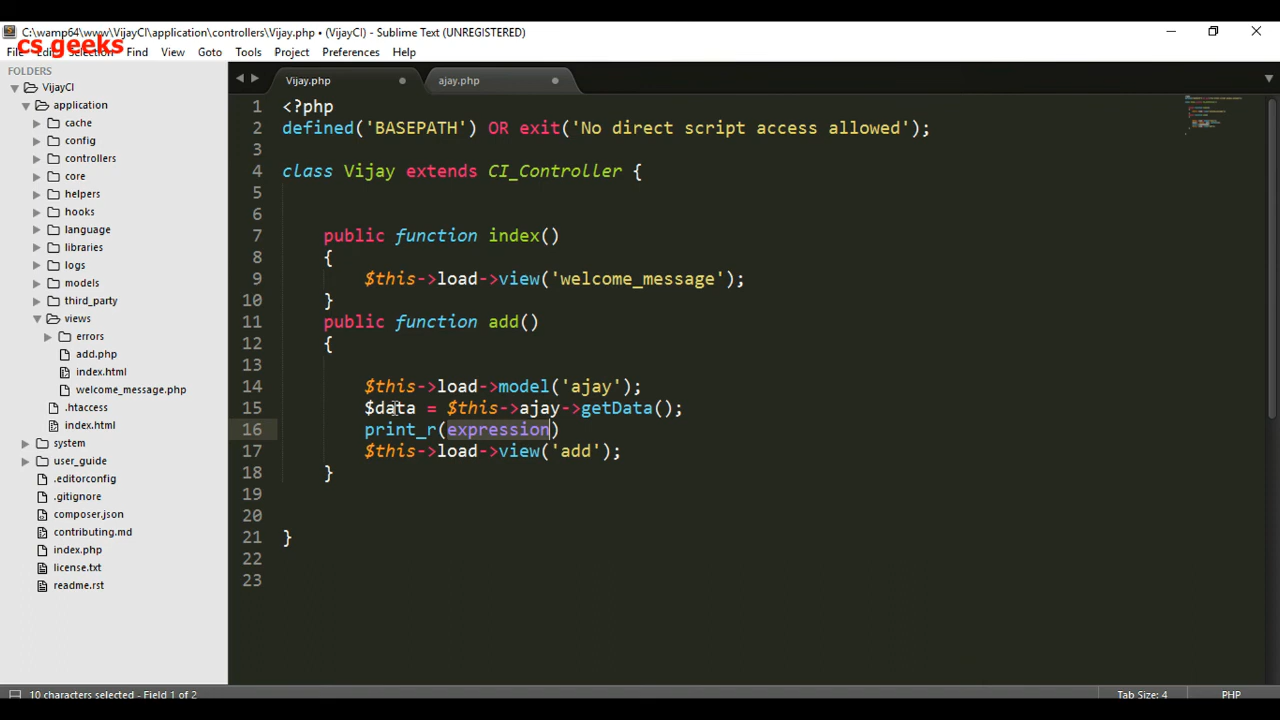 C:\wamp64\www\VijayCI\application\controllers\Vijay.php • (VijayCI) - Sublime Text (UNREGISTERED)
cs geeks
File Edit Selection Find View Goto Tools Project Preferences Help
FOLDERS
VijayCI
application
cache
config
controllers
core
helpers
hooks
language
libraries
logs
models
third_party
views
errors
add.php
index.html
welcome_message.php
.htaccess
index.html
system
user_guide
.editorconfig
.gitignore
composer.json
contributing.md
index.php
license.txt
readme.rst
Vijay.php
ajay.php
1 <?php
2 defined('BASEPATH') OR exit('No direct script access allowed');
3
4 class Vijay extends CI_Controller {
5
6
7 public function index()
8 {
9 $this->load->view('welcome_message');
10 }
11 public function add()
12 {
13
14 $this->load->model('ajay');
15 $data = $this->ajay->getData();
16 print_r(expression)
17 $this->load->view('add');
18 }
19
20
21 }
22
23
10 characters selected - Field 1 of 2
Tab Size: 4
PHP